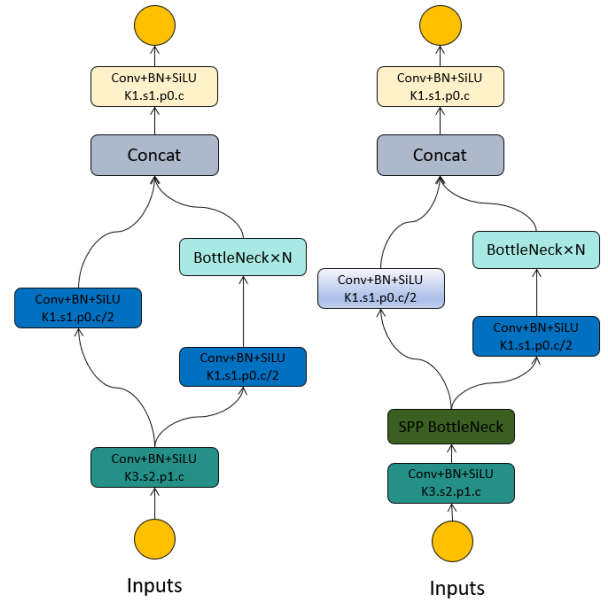 Conv+BN+SiLU
K1.s1.p0.c
Concat
BottleNeck×N
Conv+BN+SiLU
K1.s1.p0.c/2
Conv+BN+SiLU
K1.s1.p0.c/2
Conv+BN+SiLU
K3.s2.p1.c
Inputs
Conv+BN+SiLU
K1.s1.p0.c
Concat
BottleNeck×N
Conv+BN+SiLU
K1.s1.p0.c/2
Conv+BN+SiLU
K1.s1.p0.c/2
SPP BottleNeck
Conv+BN+SiLU
K3.s2.p1.c
Inputs